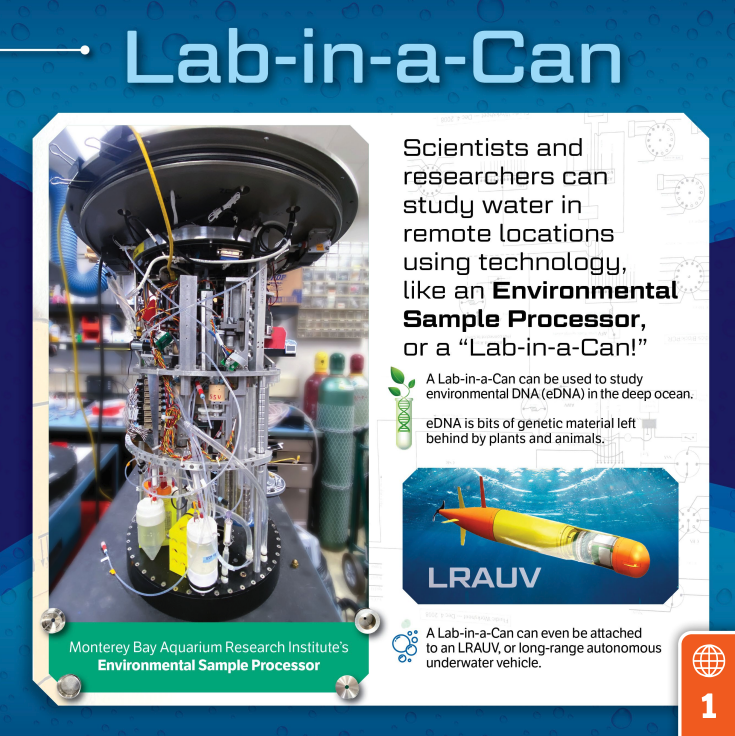 Lab-in-a-Can
Scientists and
researchers can
study water in
remote locations
using technology,
like an Environmental
Sample Processor,
or a “Lab-in-a-Can!”
A Lab-in-a-Can can be used to study
environmental DNA (eDNA) in the deep ocean.
eDNA is bits of genetic material left
behind by plants and animals.
LRAUV
A Lab-in-a-Can can even be attached
to an LRAUV, or long-range autonomous
underwater vehicle.
Monterey Bay Aquarium Research Institute’s
Environmental Sample Processor
1